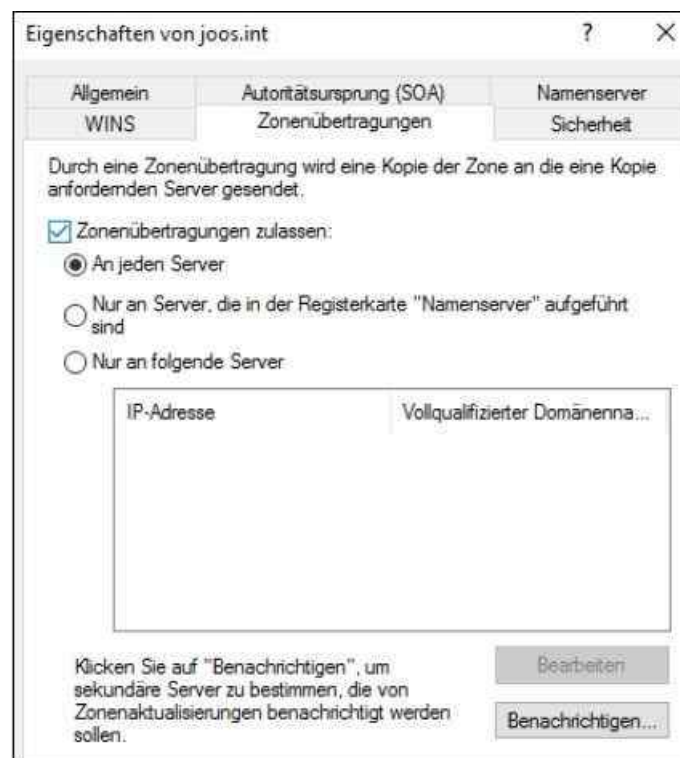 Eigenschaften von joos.int ?
Allgemein Autoritätsursprung (SOA) Namenserver
WINS Zonenübertragungen Sicherheit
Durch eine Zonenübertragung wird eine Kopie der Zone an die eine Kopie
anfordernden Server gesendet.
Zonenübertragungen zulassen:
An jeden Server
Nur an Server, die in der Registerkarte "Namenserver" aufgeführt
sind
Nur an folgende Server
IP-Adresse Vollqualifizierter Domänenna...
Klicken Sie auf "Benachrichtigen", um
sekundäre Server zu bestimmen, die von
Zonenaktualisierungen benachrichtigt werden
sollen.
Bearbeiten
Benachrichtigen...